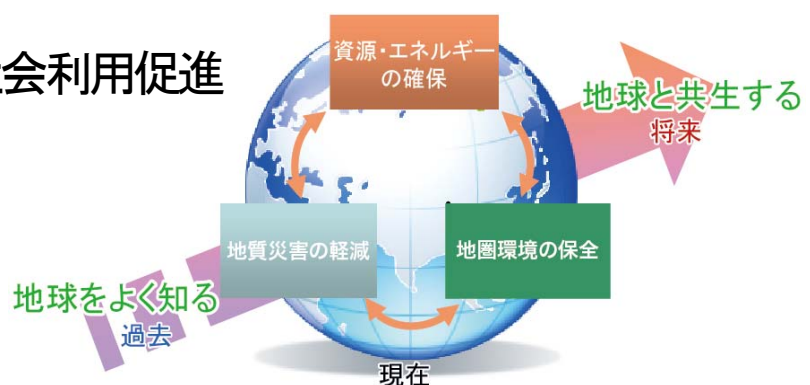 会利用促進
資源・エネルギー
の確保
地球と共生する
将来
地質災害の軽減
地圏環境の保全
地球をよく知る
過去
現在